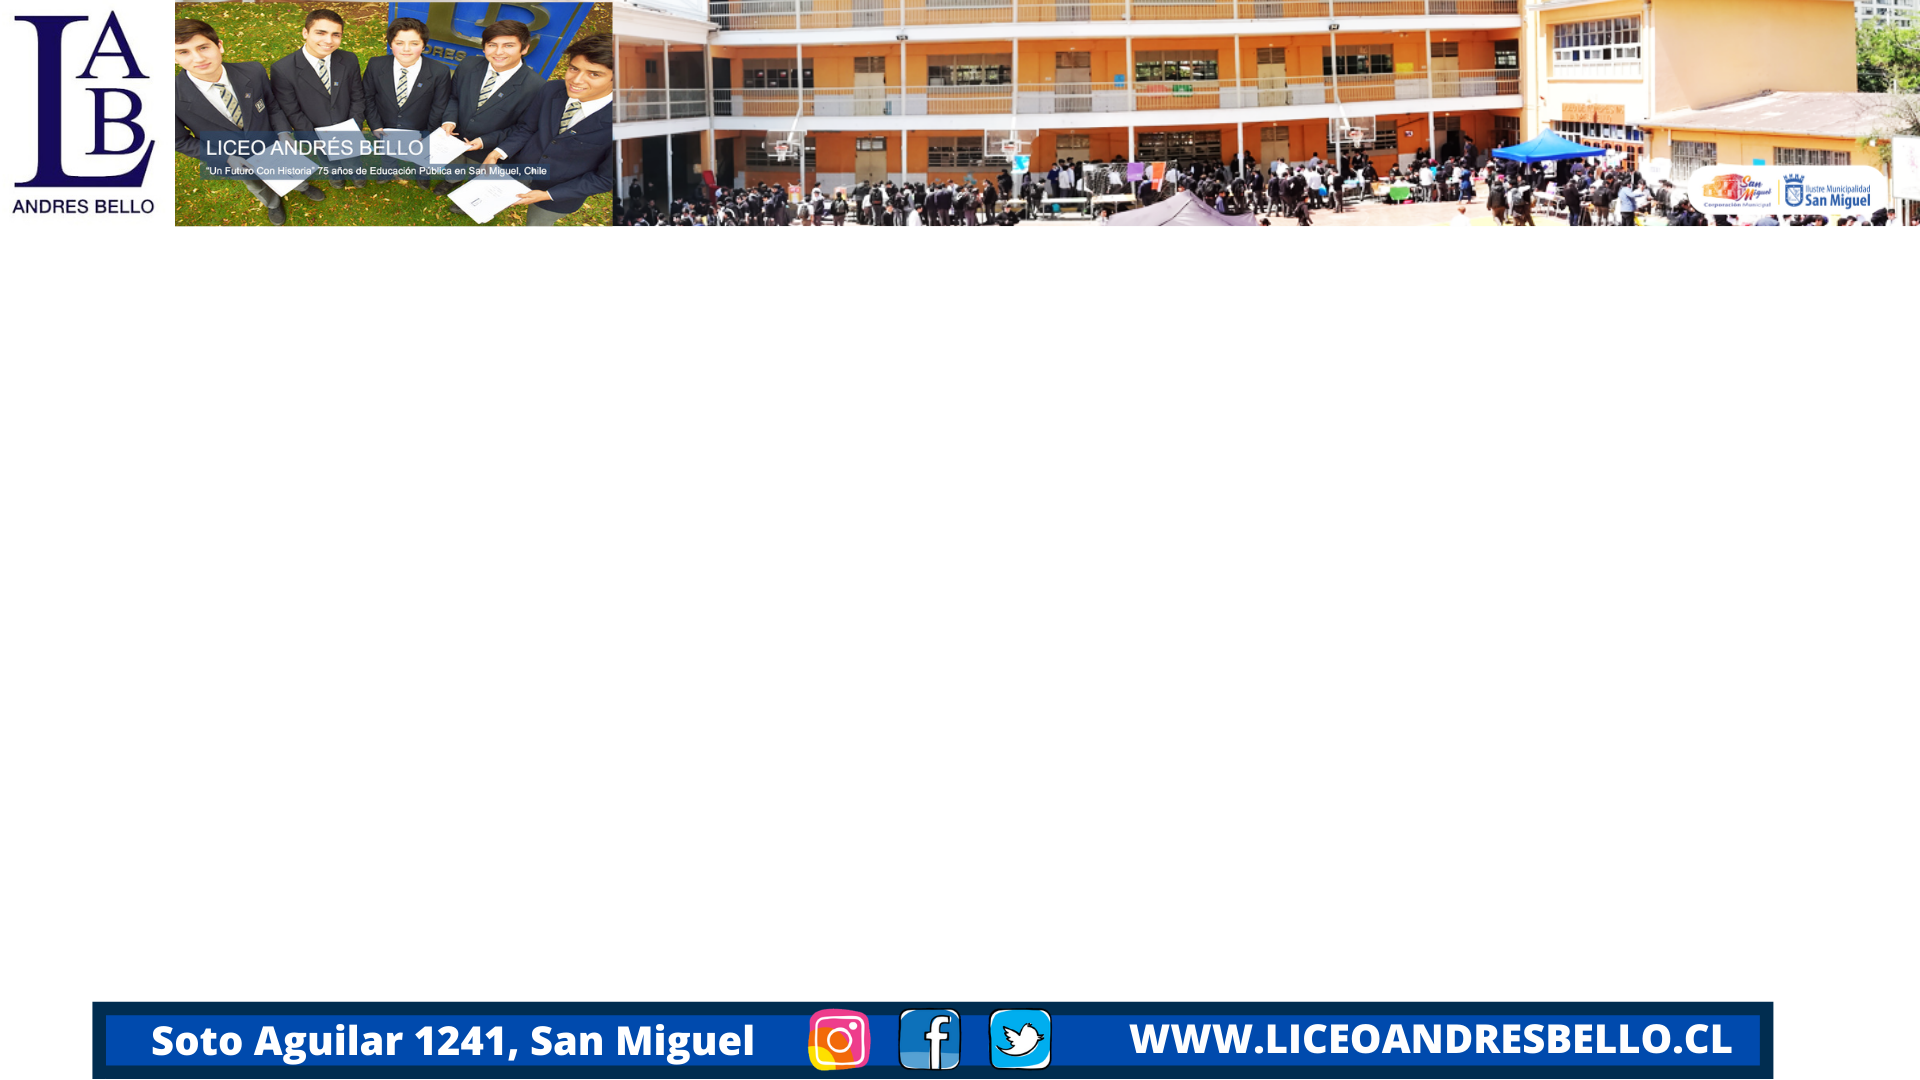 LAB
ANDRES BELLO
LICEO ANDRÉS BELLO
"Un Futuro Con Historia" 75 años de Educación Pública en San Miguel, Chile
San Miguel
Corporación Municipal
Ilustre Municipalidad
San Miguel
Soto Aguilar 1241, San Miguel
WWW.LICEOANDRESBELLO.CL